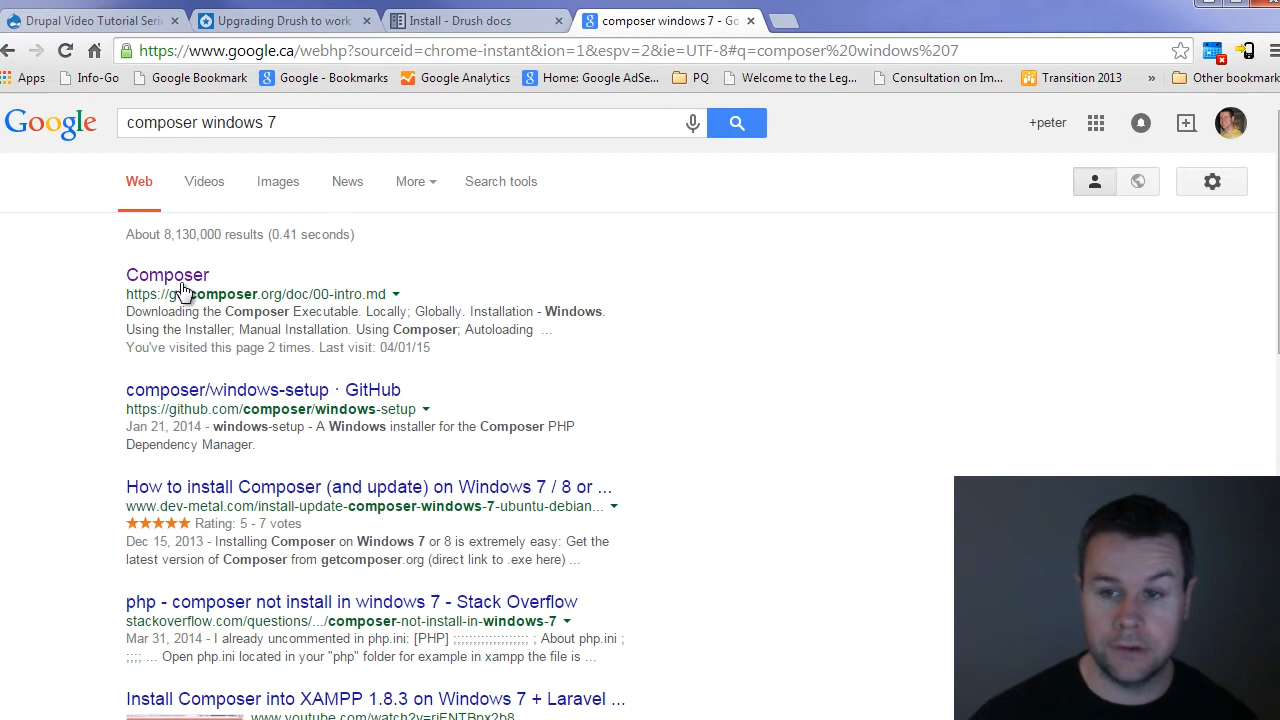 Drupal Video Tutorial Seri
Upgrading Drush to work
Install - Drush docs
composer windows 7 - Go
https://www.google.ca/webhp?sourceid=chrome-instant&ion=1&espv=2&ie=UTF-8#q=composer%20windows%207
Apps
Info-Go
Google Bookmark
Google - Bookmarks
Google Analytics
Home: Google AdSe...
PQ
Welcome to the Leg...
Consultation on Im...
Transition 2013
»
Other bookmark
Google
composer windows 7
+peter
Web
Videos
Images
News
More
Search tools
About 8,130,000 results (0.41 seconds)
Composer
composer.org/doc/00-intro.md
Downloading the Composer Executable. Locally; Globally. Installation - Windows.
Using the Installer; Manual Installation. Using Composer; Autoloading ...
You've visited this page 2 times. Last visit: 04/01/15
composer/windows-setup · GitHub
https://github.com/composer/windows-setup
Jan 21, 2014 - windows-setup - A Windows installer for the Composer PHP
Dependency Manager.
How to install Composer (and update) on Windows 7 / 8 or ...
www.dev-metal.com/install-update-composer-windows-7-ubuntu-debian...
Rating: 5 - 7 votes
Dec 15, 2013 - Installing Composer on Windows 7 or 8 is extremely easy: Get the
latest version of Composer from getcomposer.org (direct link to .exe here) ...
php - composer not install in windows 7 - Stack Overflow
stackoverflow.com/questions/.../composer-not-install-in-windows-7
Mar 31, 2014 - I already uncommented in php.ini: [PHP] ;;;;;;;;;;;;;;;;;;; ; About php.ini ;
;;;; ... Open php.ini located in your "php" folder for example in xampp the file is ...
Install Composer into XAMPP 1.8.3 on Windows 7 + Laravel ...